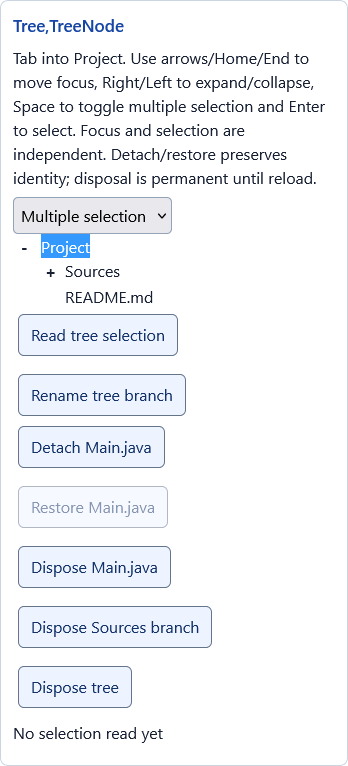 Tree,TreeNode
Tab into Project. Use arrows/Home/End to
move focus, Right/Left to expand/collapse,
Space to toggle multiple selection and Enter
to select. Focus and selection are
independent. Detach/restore preserves
identity; disposal is permanent until reload.
Multiple selection
- Project
+ Sources
README.md
Read tree selection
Rename tree branch
Detach Main.java
Restore Main.java
Dispose Main.java
Dispose Sources branch
Dispose tree
No selection read yet